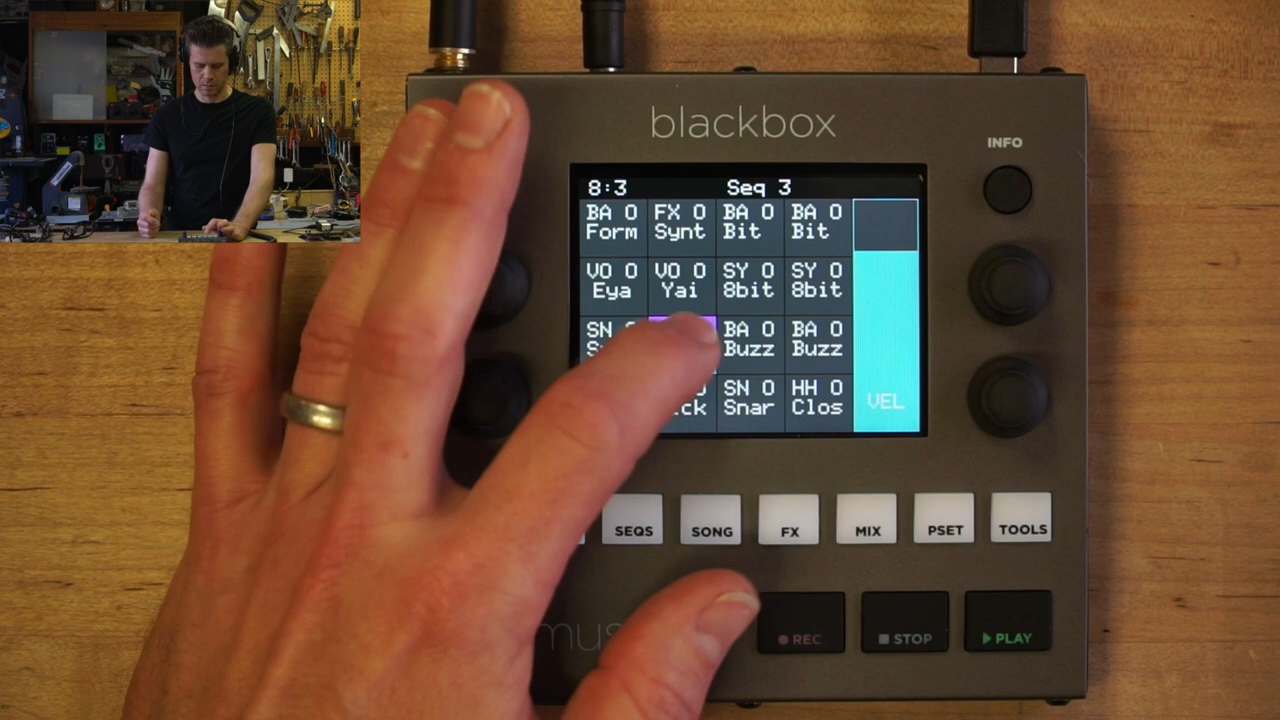 blackbox
INFO
8:3 Seq 3
BA 0 FX 0 BA 0 BA 0
Form Synt Bit Bit
VO 0 VO 0 SY 0 SY 0
Eya Yai 8bit 8bit
SN BA 0 BA 0
Buzz Buzz
SN 0 HH 0
Snar Clos
VEL
SEQS SONG FX MIX PSET TOOLS
REC STOP PLAY